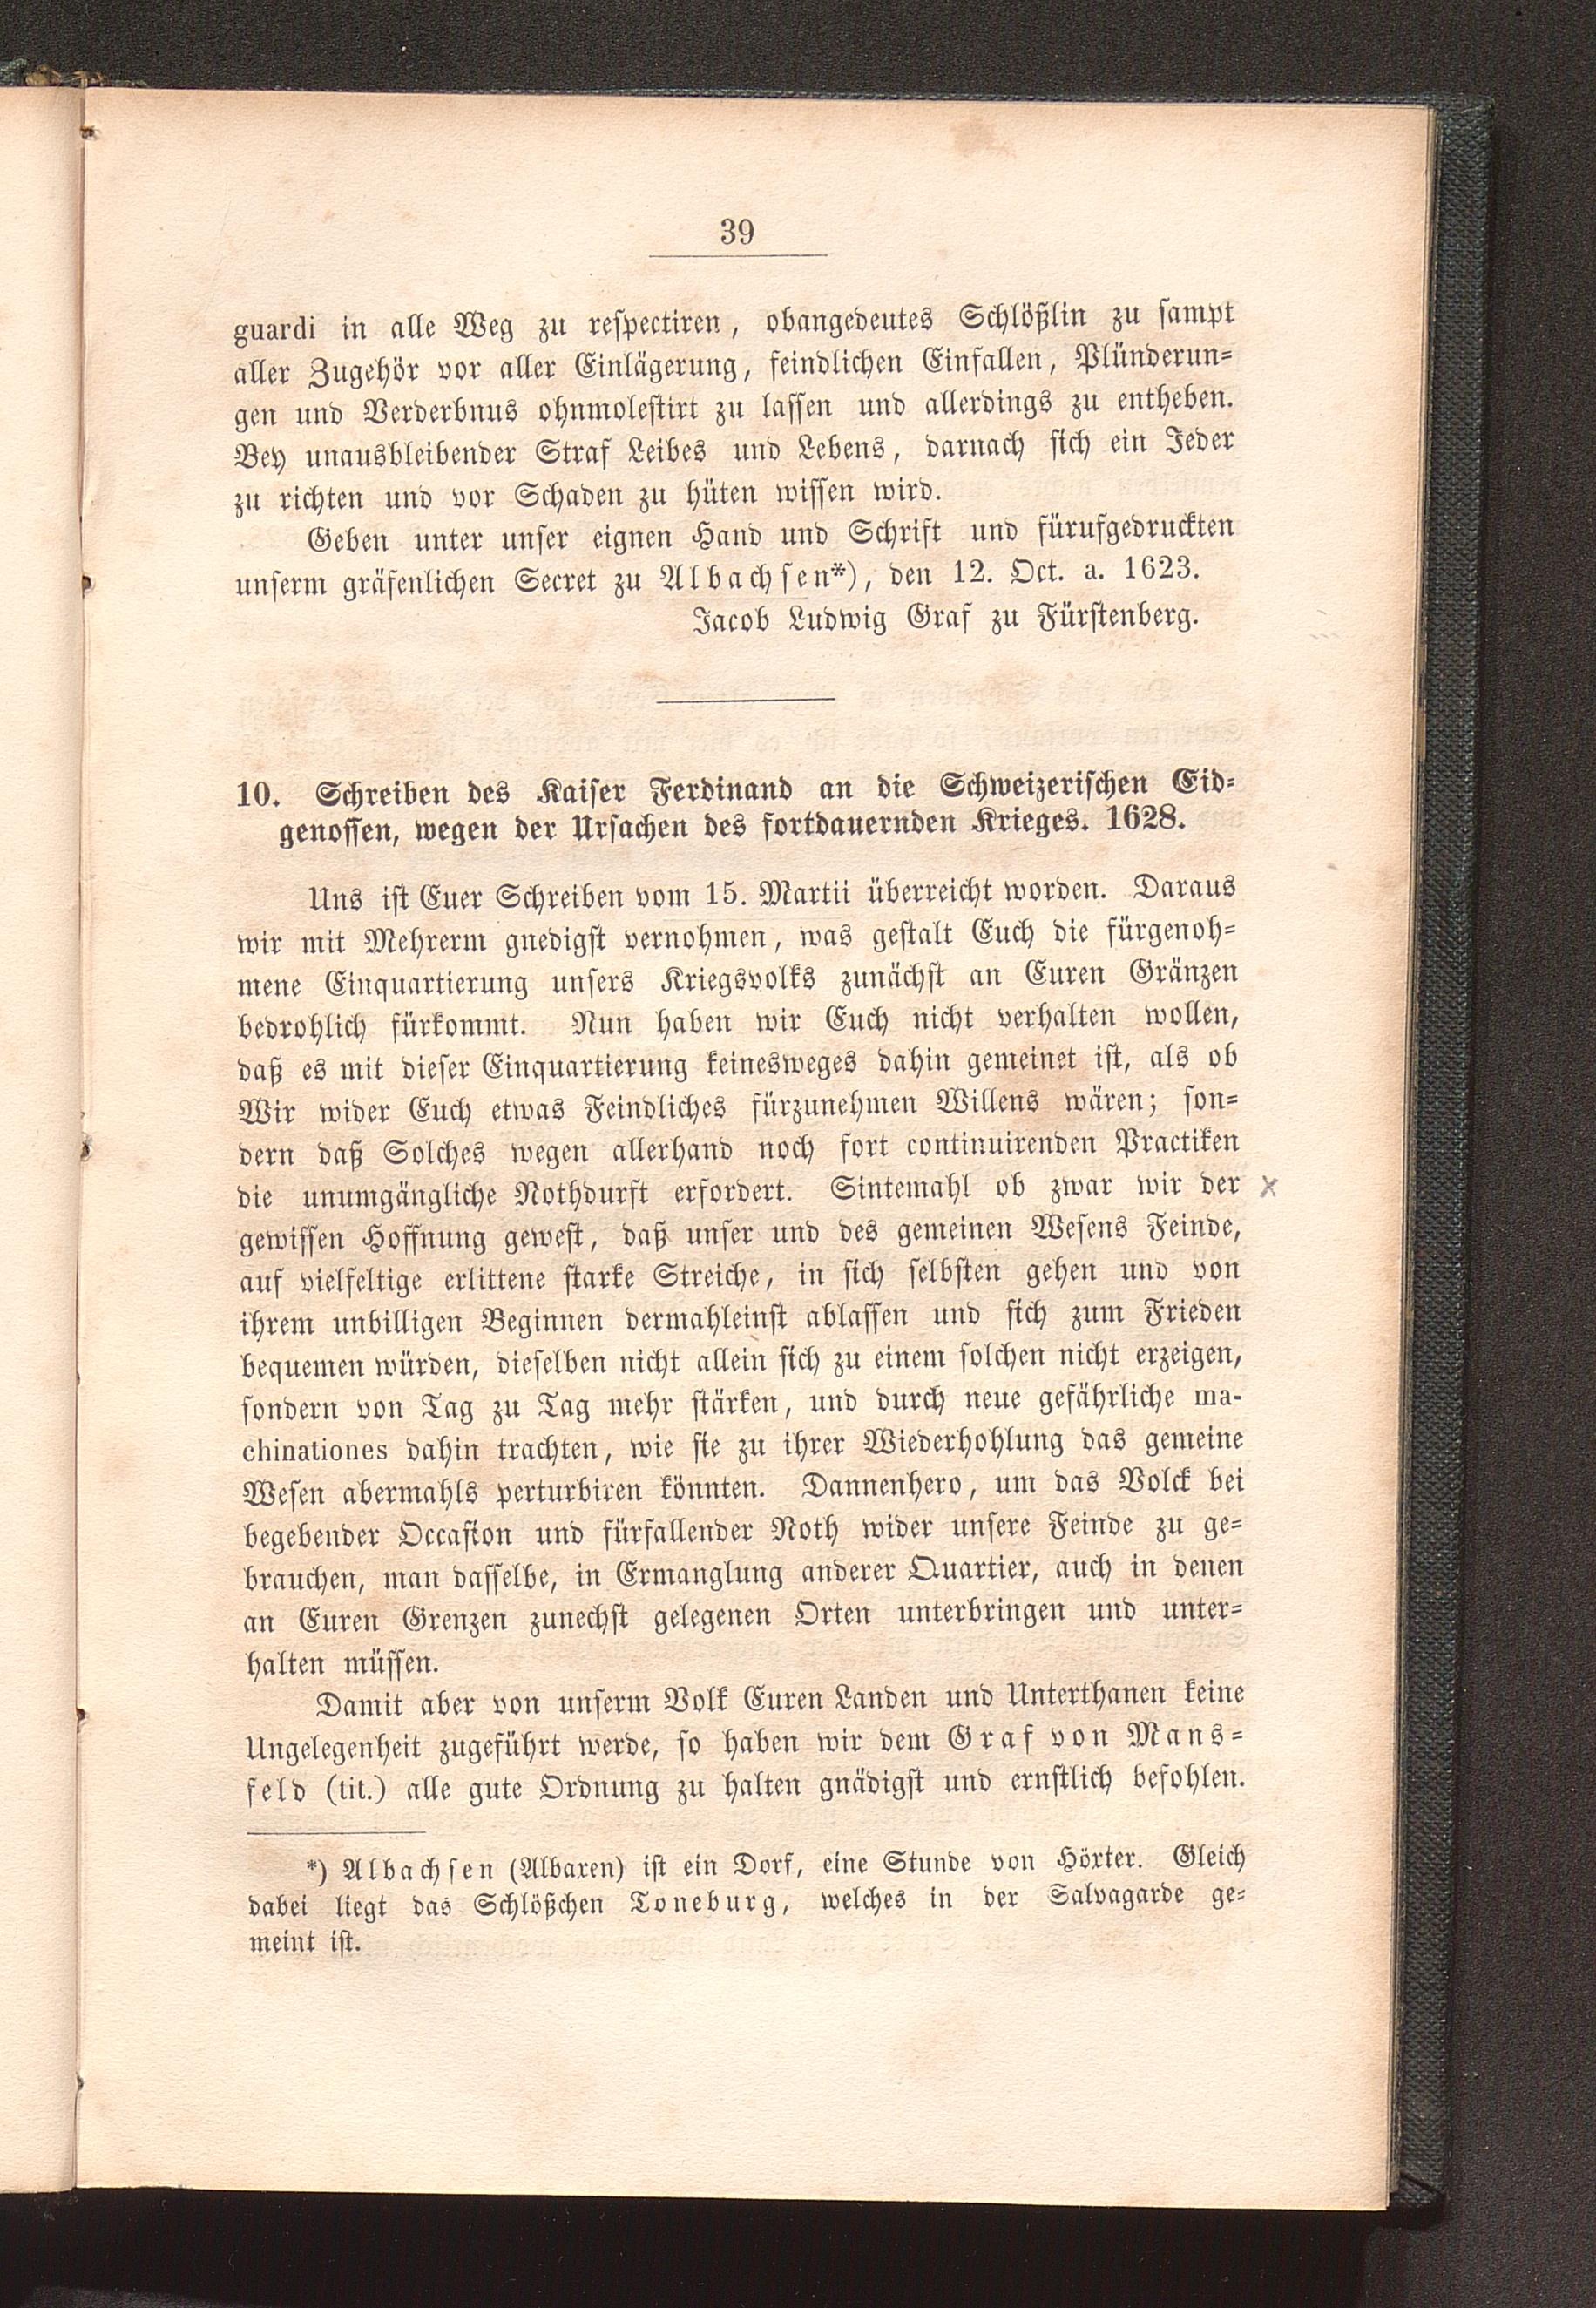 39
guardi in alle Weg zu respectiren, obangedeutes Schlößlin zu sampt
aller Zugehör vor aller Einlägerung, feindlichen Einfallen, Plünderun-
gen und Verderbnus ohnmolestirt zu lassen und allerdings zu entheben.
Bey unausbleibender Straf Leibes und Lebens, darnach sich ein Jeder
zu richten und vor Schaden zu hüten wissen wird.
Geben unter unser eignen Hand und Schrift und fürufgedruckten
unserm gräfenlichen Secret zu Albachsen*), den 12. Oct. a. 1623.
Jacob Ludwig Graf zu Fürstenberg.
10. Schreiben des Kaiser Ferdinand an die Schweizerischen Eid-
genossen, wegen der Ursachen des fortdauernden Krieges. 1628.
Uns ist Euer Schreiben vom 15. Martii überreicht worden. Daraus
wir mit Mehrerm gnedigst vernohmen, was gestalt Euch die fürgenoh-
mene Einquartierung unsers Kriegsvolks zunächst an Euren Gränzen
bedrohlich fürkommt. Nun haben wir Euch nicht verhalten wollen,
daß es mit dieser Einquartierung keinesweges dahin gemeinet ist, als ob
Wir wider Euch etwas Feindliches fürzunehmen Willens wären; son-
dern daß Solches wegen allerhand noch fort continuirenden Practiken
die unumgängliche Nothdurft erfordert. Sintemahl ob zwar wir der
gewissen Hoffnung gewest, daß unser und des gemeinen Wesens Feinde,
auf vielfeltige erlittene starke Streiche, in sich selbsten gehen und von
ihrem unbilligen Beginnen dermahleinst ablassen und sich zum Frieden
bequemen würden, dieselben nicht allein sich zu einem solchen nicht erzeigen,
sondern von Tag zu Tag mehr stärken, und durch neue gefährliche ma-
chinationes dahin trachten, wie sie zu ihrer Wiederhohlung das gemeine
Wesen abermahls perturbiren könnten. Dannenhero, um das Volck bei
begebender Occasion und fürfallender Noth wider unsere Feinde zu ge-
brauchen, man dasselbe, in Ermanglung anderer Quartier, auch in denen
an Euren Grenzen zunechst gelegenen Orten unterbringen und unter-
halten müssen.
Damit aber von unserm Volk Euren Landen und Unterthanen keine
Ungelegenheit zugeführt werde, so haben wir dem Graf von Mans-
feld (tit.) alle gute Ordnung zu halten gnädigst und ernstlich befohlen.
*) Albachsen (Albaxen) ist ein Dorf, eine Stunde von Höxter. Gleich
dabei liegt das Schlößchen Toneburg, welches in der Salvagarde ge-
meint ist.